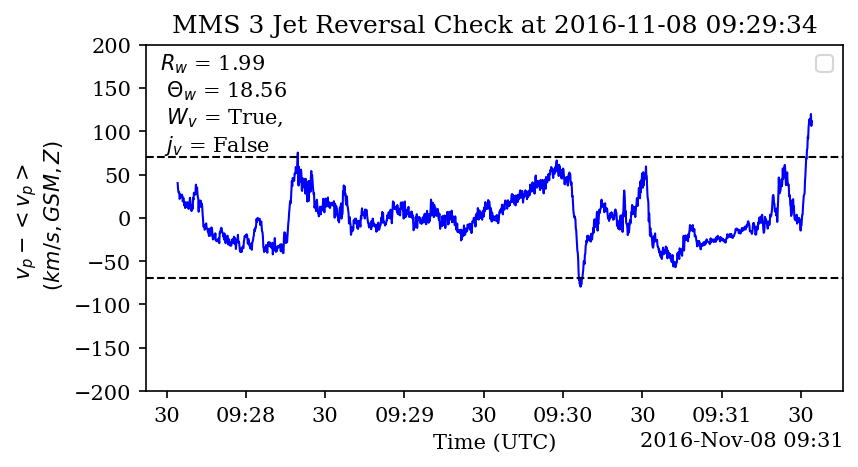 MMS 3 Jet Reversal Check at 2016-11-08 09:29:34
R_w = 1.99
Θ_w = 18.56
W_v = True,
j_v = False
v_p − < v_p >
(km/s, GSM, Z)
200
150
100
50
0
−50
−100
−150
−200
30 09:28 30 09:29 30 09:30 30 09:31 30
Time (UTC)
2016-Nov-08 09:31